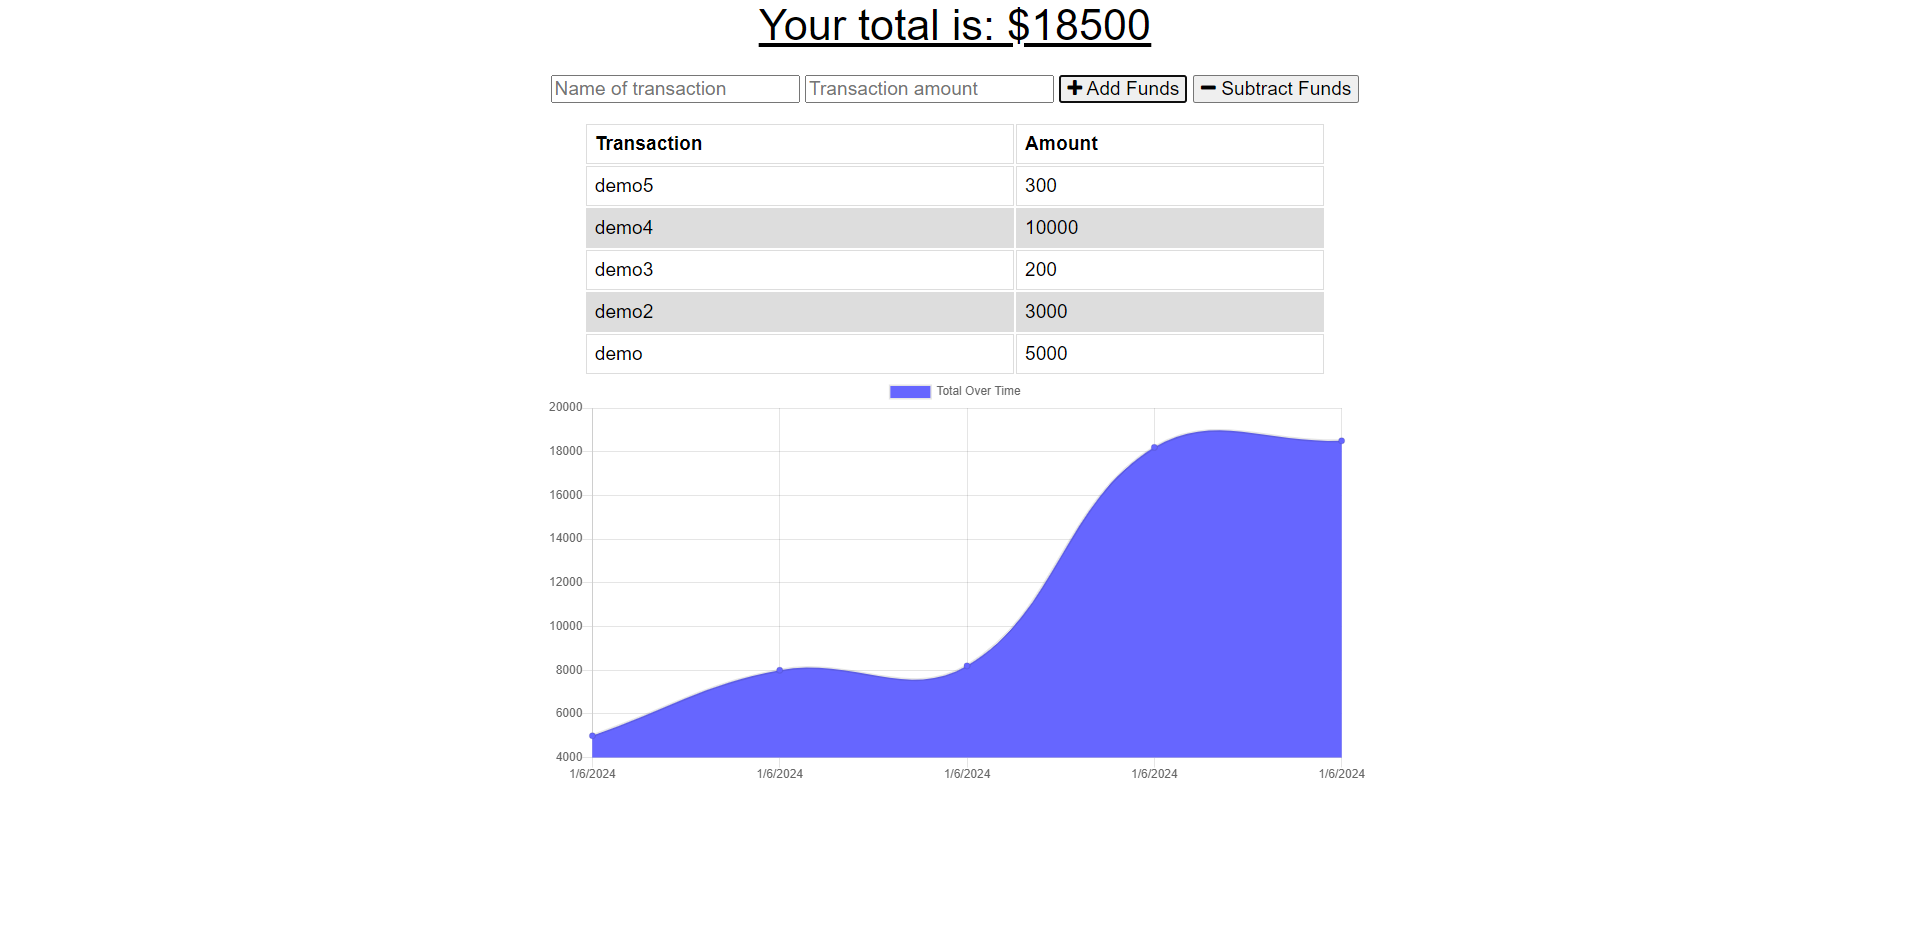 Your total is: $18500
Name of transaction Transaction amount Add Funds Subtract Funds
Transaction Amount
demo5 300
demo4 10000
demo3 200
demo2 3000
demo 5000
Total Over Time
20000
18000
16000
14000
12000
10000
8000
6000
4000
1/6/2024 1/6/2024 1/6/2024 1/6/2024 1/6/2024